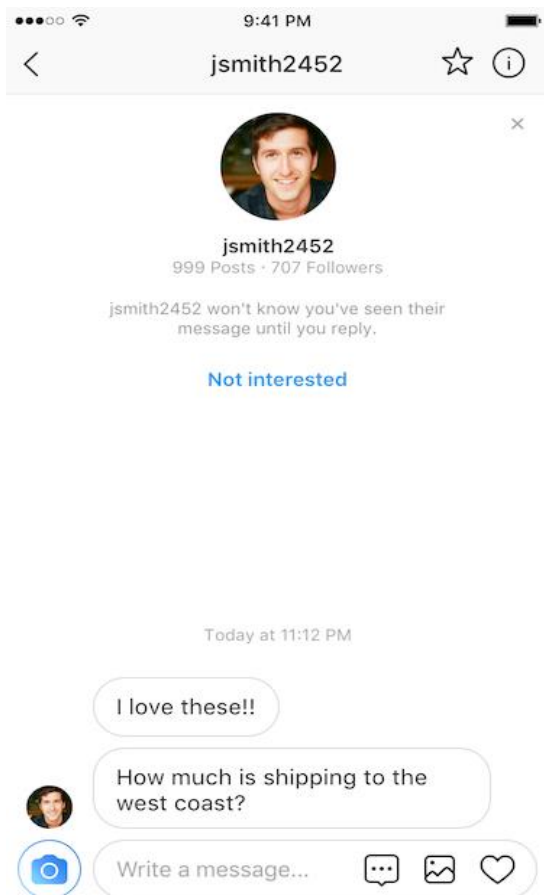 9:41 PM
jsmith2452
jsmith2452
999 Posts · 707 Followers
jsmith2452 won't know you've seen their
message until you reply.
Not interested
Today at 11:12 PM
I love these!!
How much is shipping to the
west coast?
Write a message...